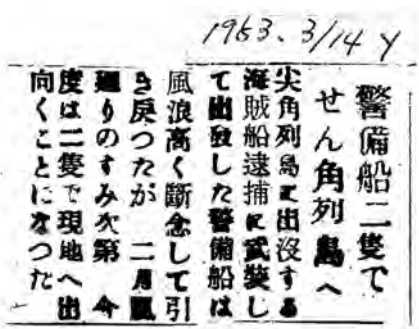 1963. 3/14 Y
警備船二隻で
せん角列島へ
尖角列島に出没する
海賊船逮捕に武装し
て出発した警備船は
風浪高く断念して引
き戻つたが 二月風
廻りのすみ次第 今
度は二隻で現地へ出
向くことになつた